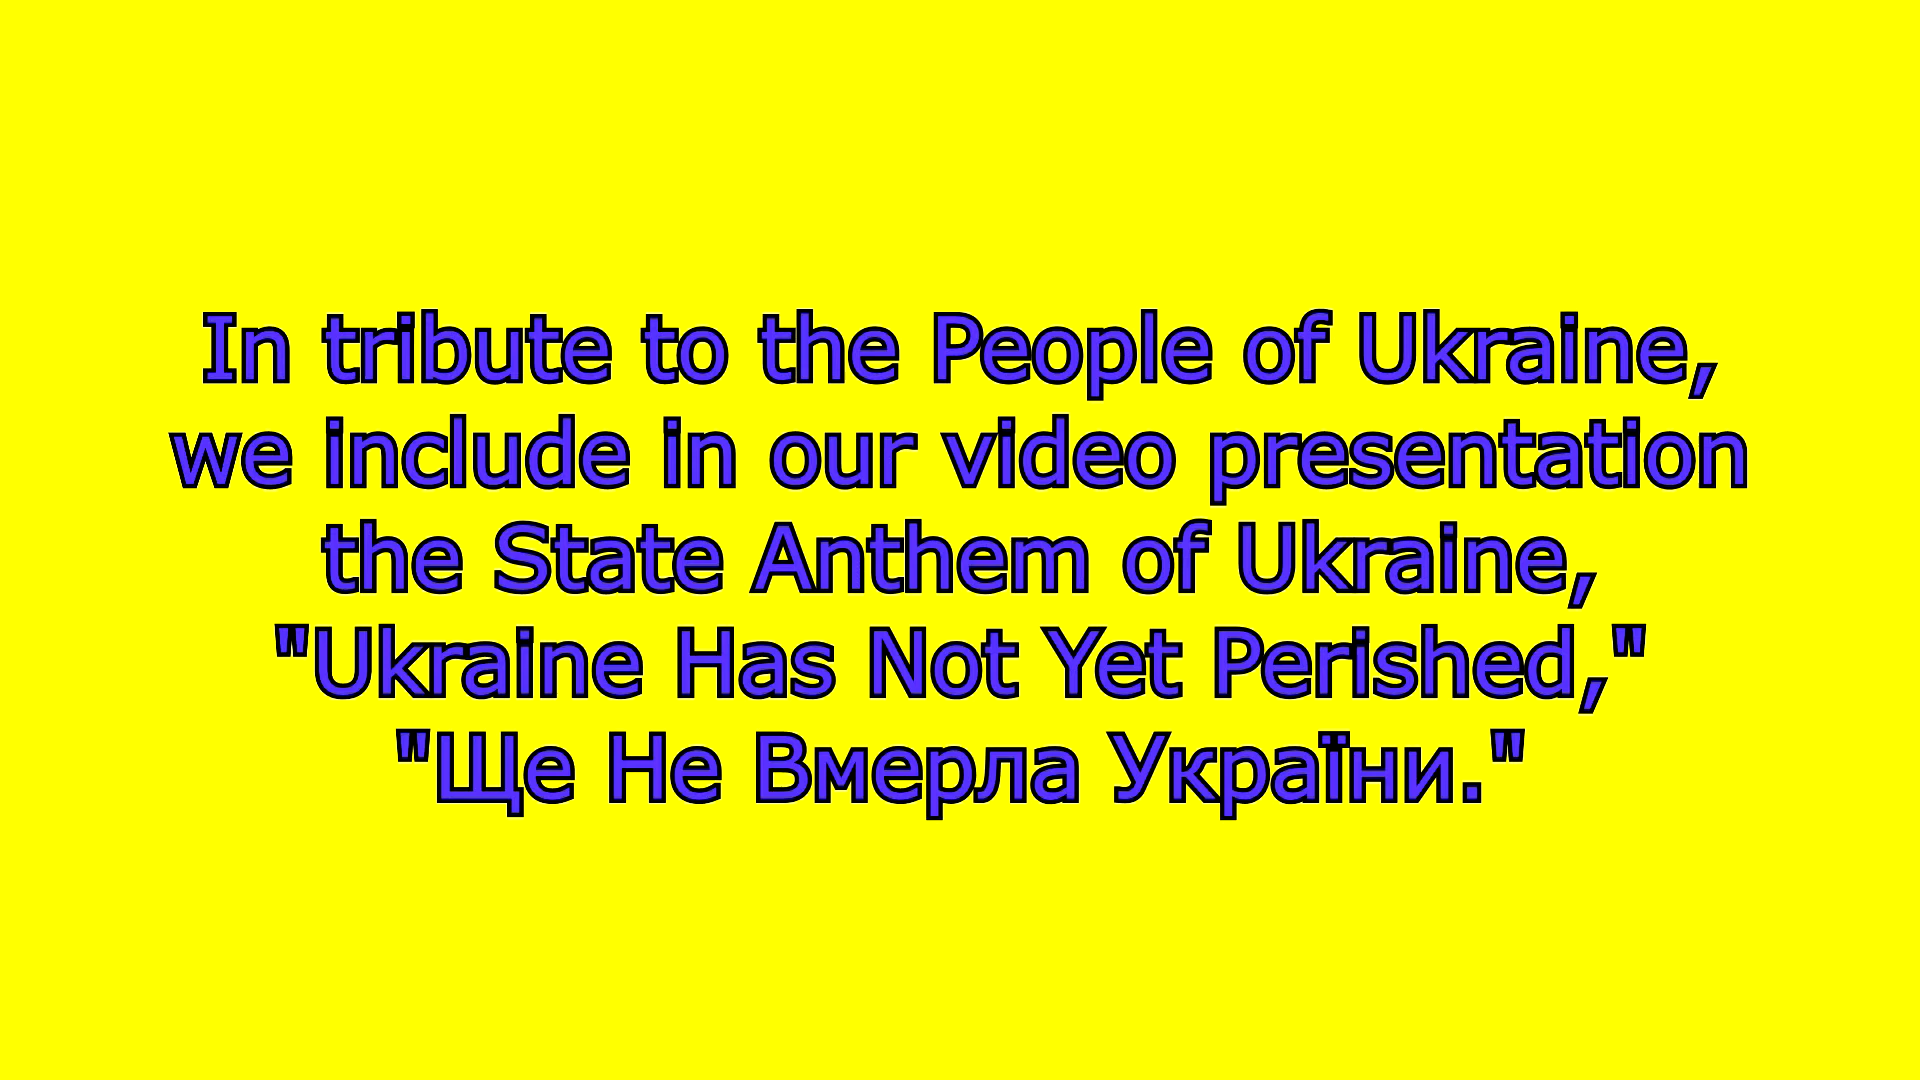 In tribute to the People of Ukraine,
we include in our video presentation
the State Anthem of Ukraine,
"Ukraine Has Not Yet Perished,"
"Ще Не Вмерла України."